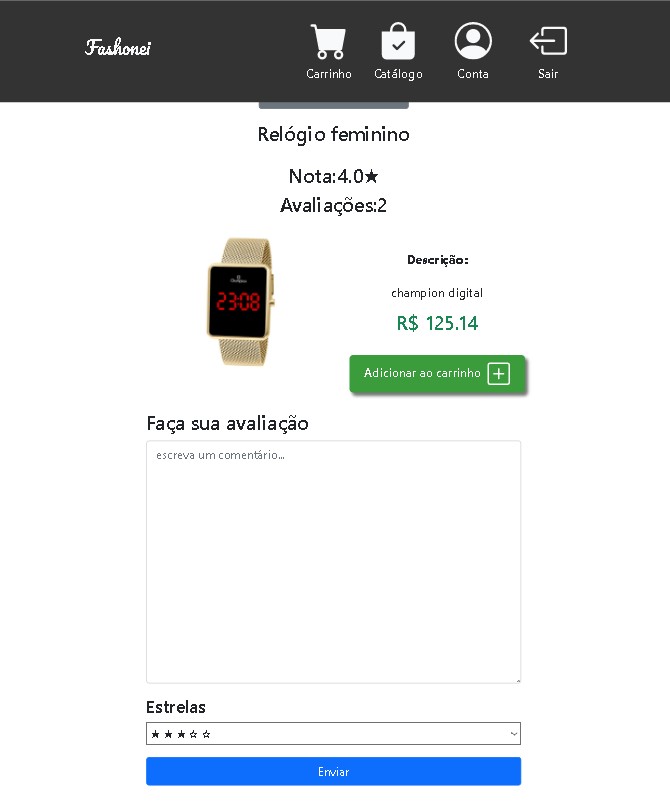 Fashonei
Carrinho
Catálogo
Conta
Sair
Relógio feminino
Nota:4.0★
Avaliações:2
Descrição:
champion digital
R$ 125.14
Adicionar ao carrinho
Champion
23:08
Faça sua avaliação
escreva um comentário...
Estrelas
★★★☆☆
Enviar